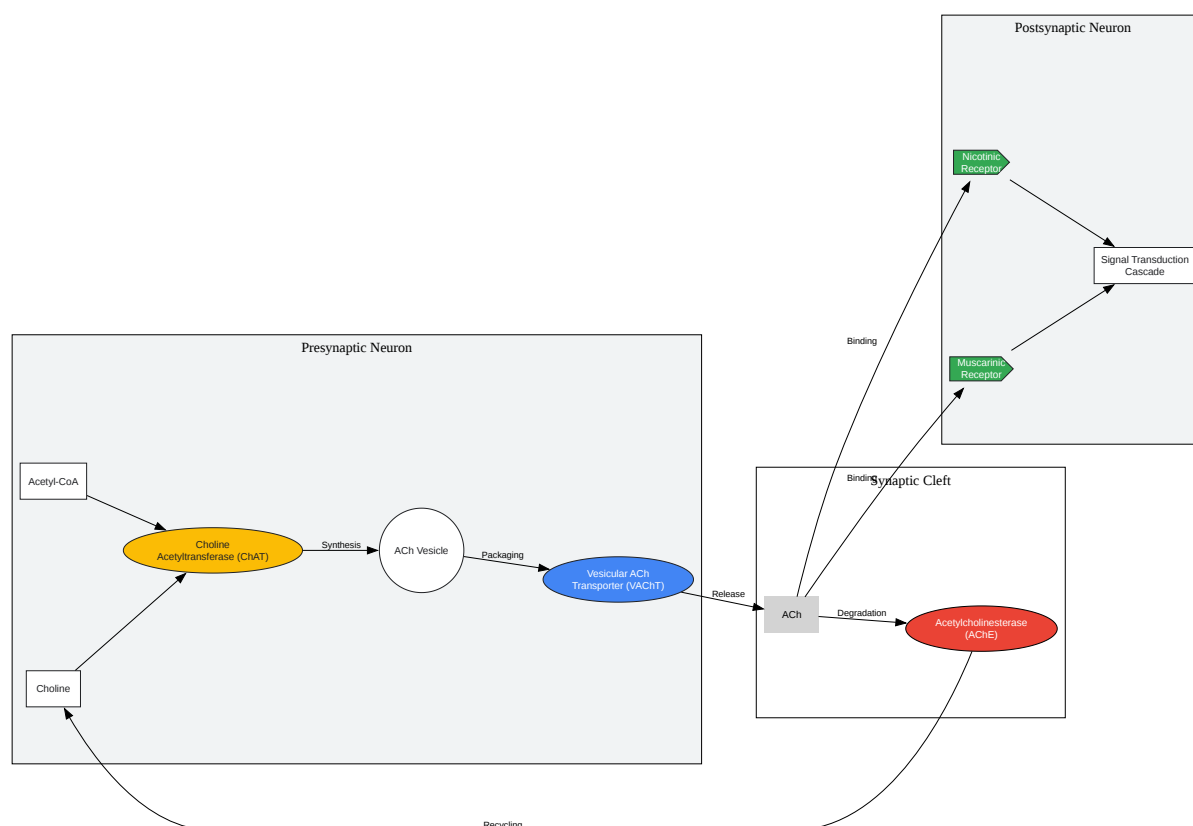 Postsynaptic Neuron
Nicotinic
Receptor
Signal Transduction
Cascade
Binding
Muscarinic
Receptor
Presynaptic Neuron
Acetyl-CoA
Choline
Acetyltransferase (ChAT)
Synthesis
ACh Vesicle
Packaging
Vesicular ACh
Transporter (VAChT)
Release
Choline
Binding
Synaptic Cleft
ACh
Degradation
Acetylcholinesterase
(AChE)
Recycling